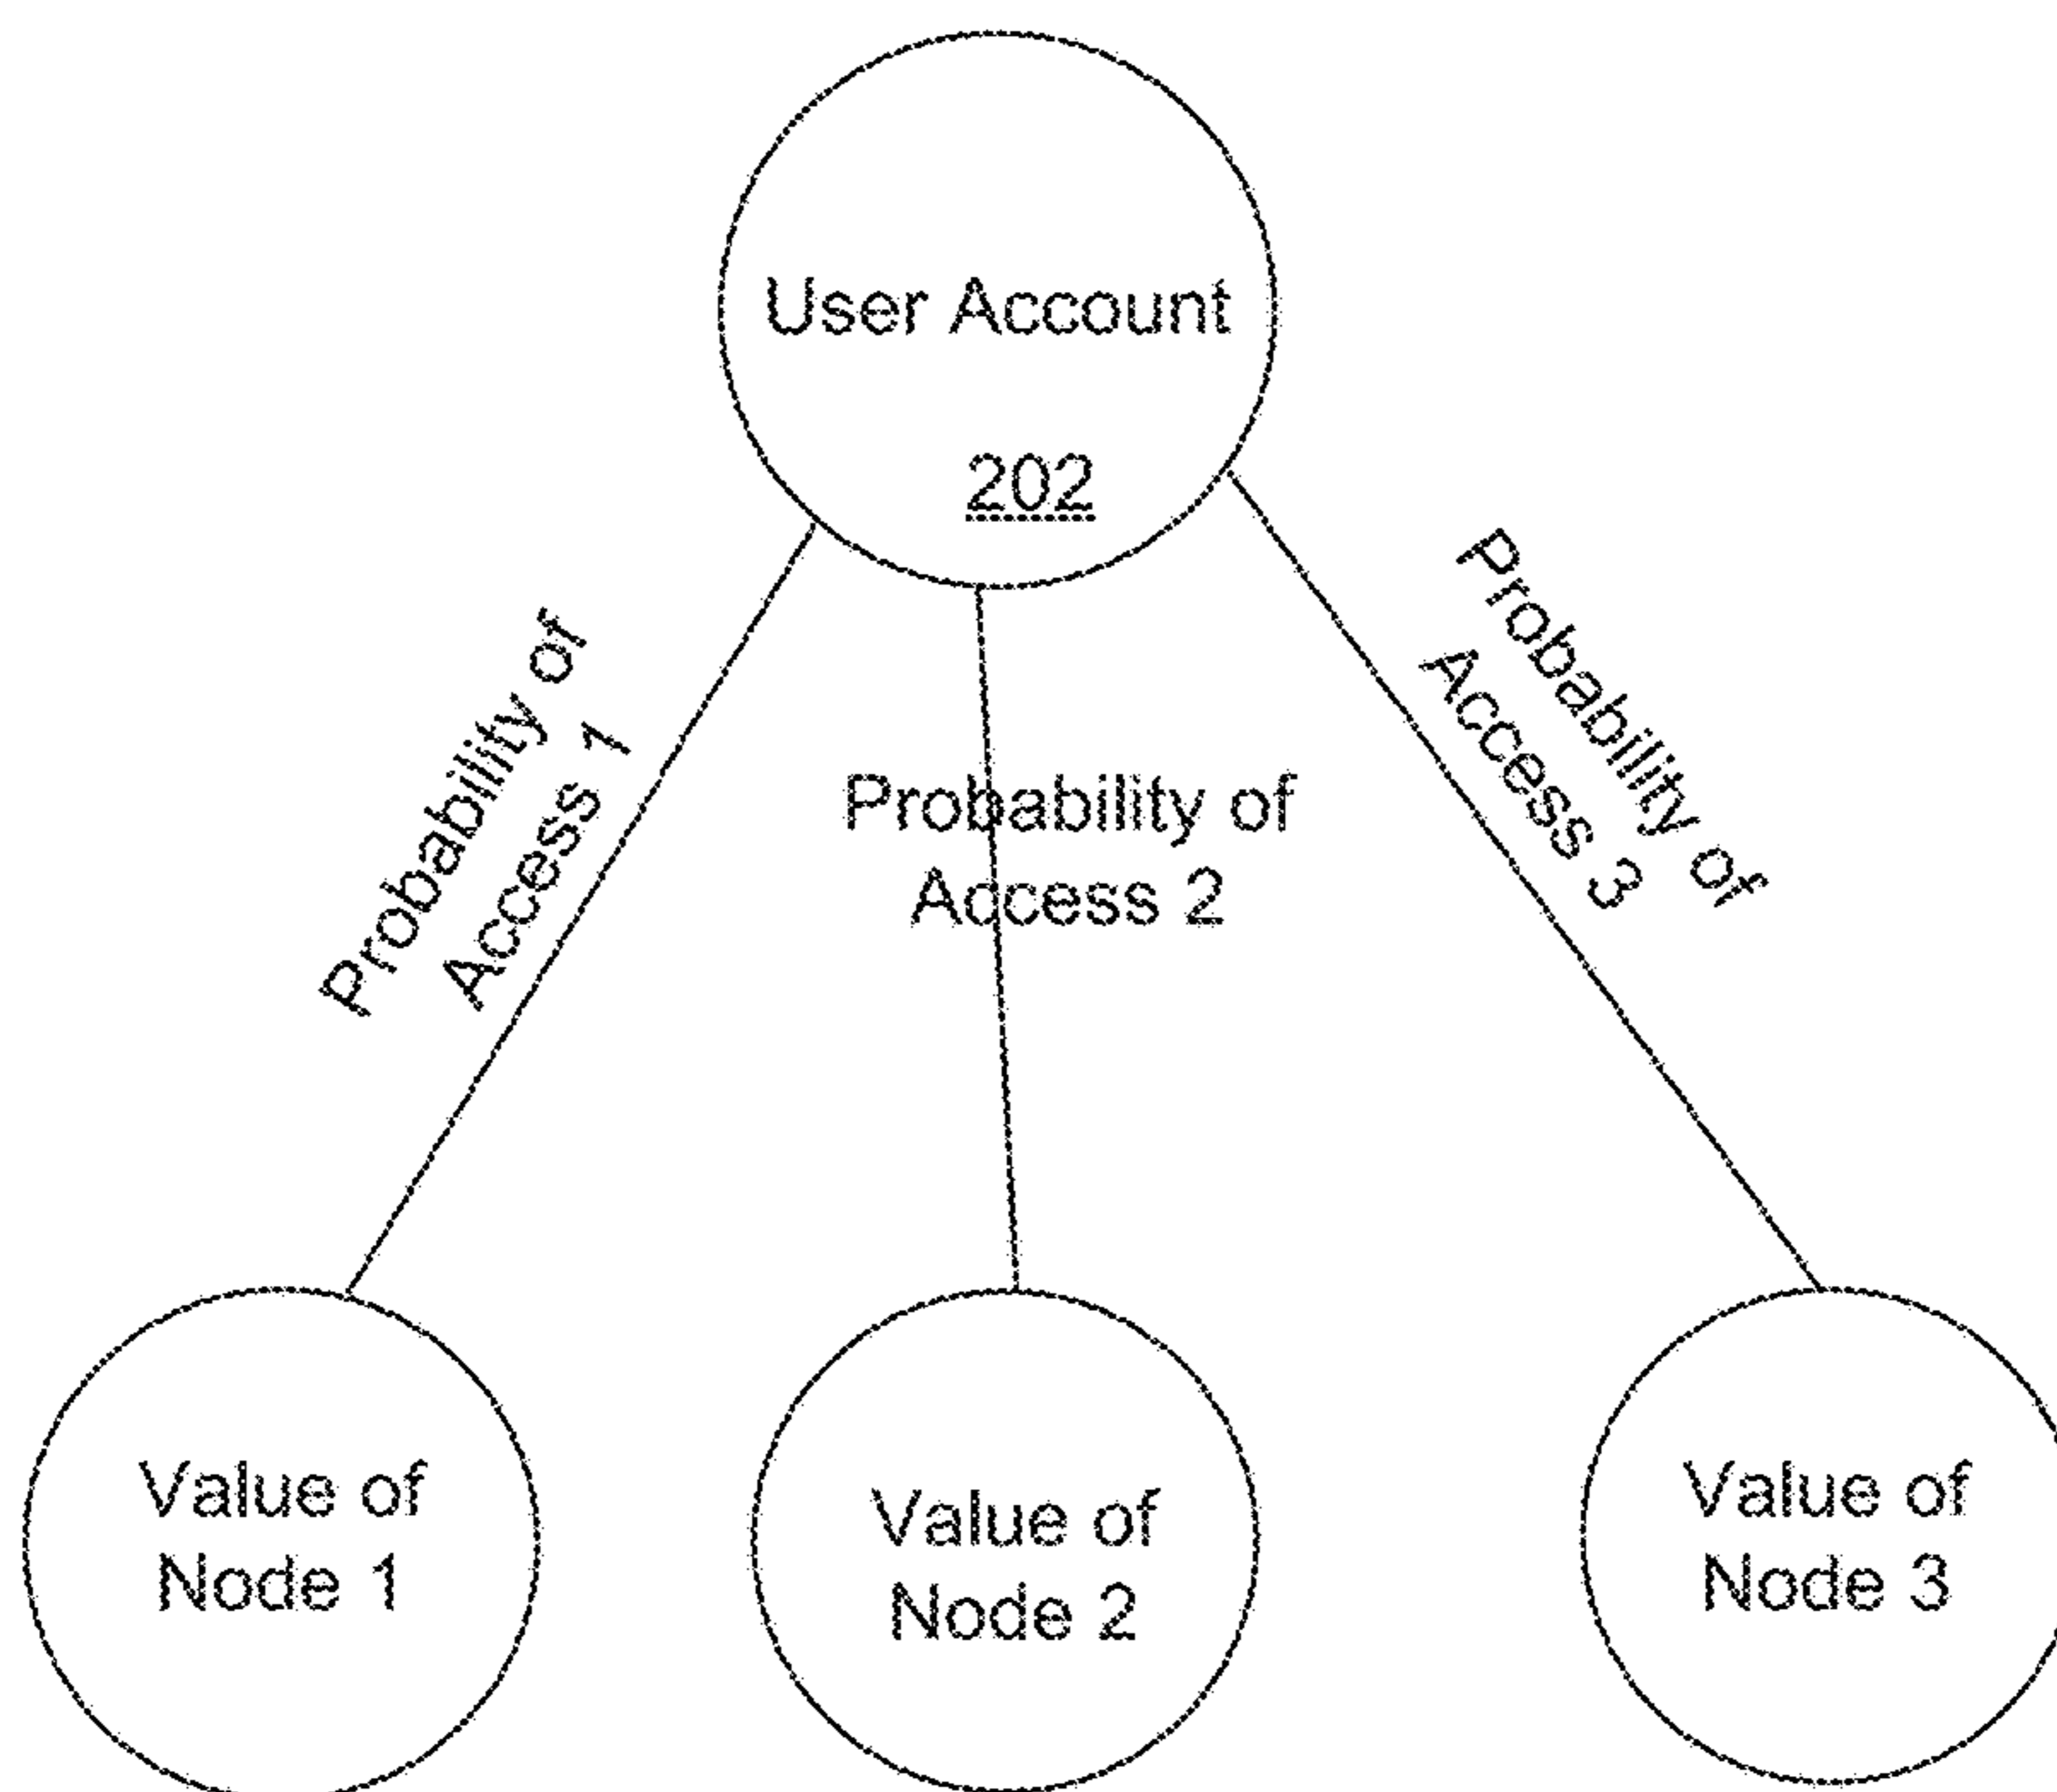 User Account
202
Probability of
Access 1
Probability of
Access 2
Probability of
Access 3
Value of
Node 1
Value of
Node 2
Value of
Node 3